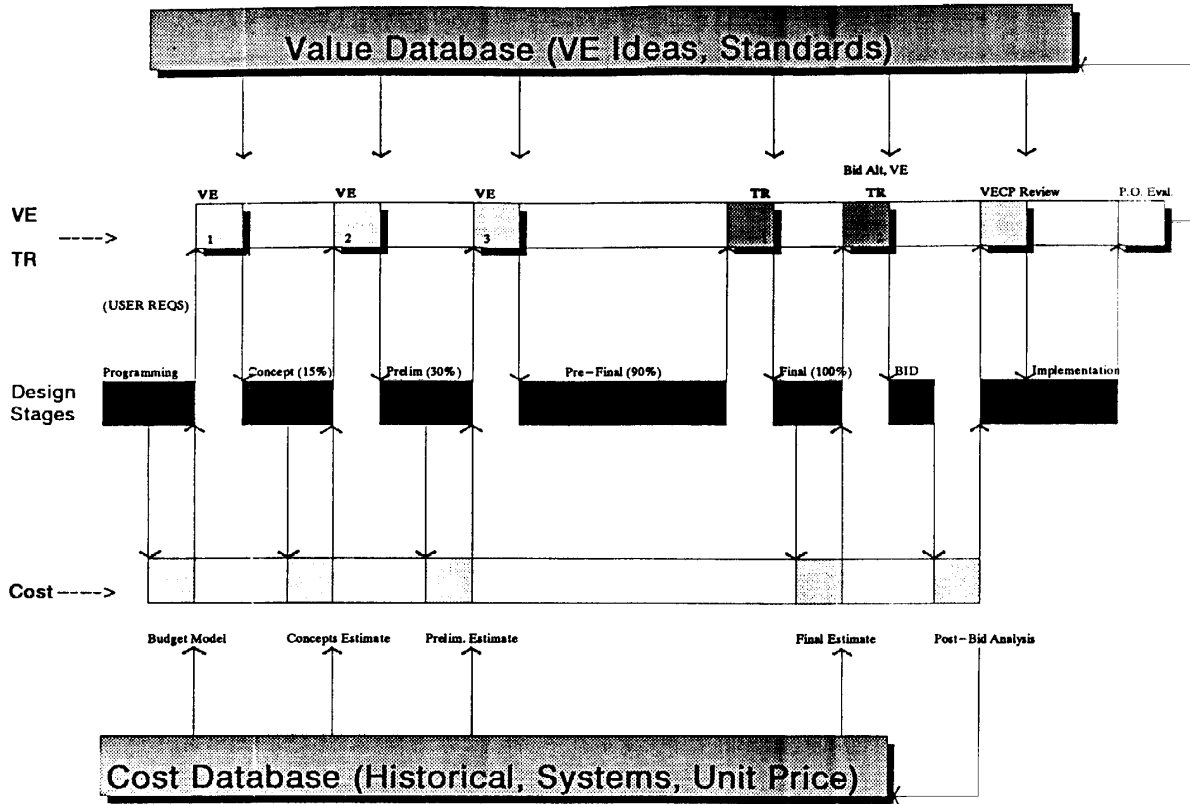 Value Database (VE Ideas, Standards)
Bid Alt, VE
VE
VE
VE
TR
TR
VECP Review
P.O. Eval.
VE
---->
TR
1
2
3
(USER REQS)
Programming
Concept (15%)
Prelim (30%)
Pre-Final (90%)
Final (100%)
BID
Implementation
Design
Stages
Cost ---->
Budget Model
Concepts Estimate
Prelim. Estimate
Final Estimate
Post-Bid Analysis
Cost Database (Historical, Systems, Unit Price)